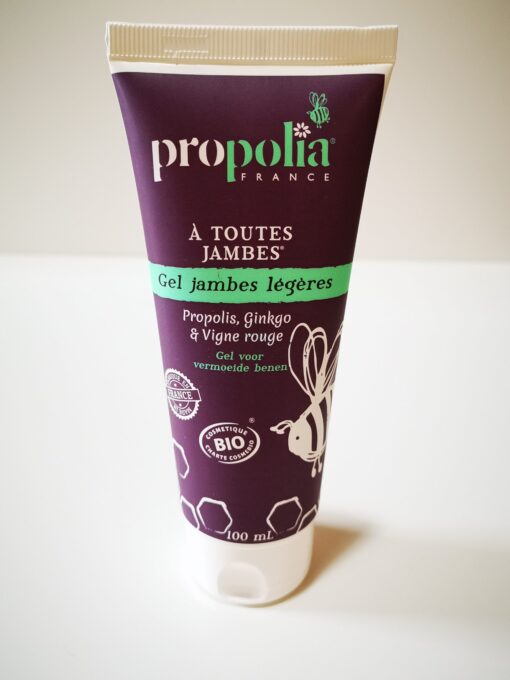 propolia®
FRANCE
À TOUTES
JAMBES®
Gel jambes légères
Propolis, Ginkgo
& Vigne rouge
Gel voor
vermoeide benen
FRANCE
COSMETIQUE
BIO®
CHARTE COSMEBIO
100 mL